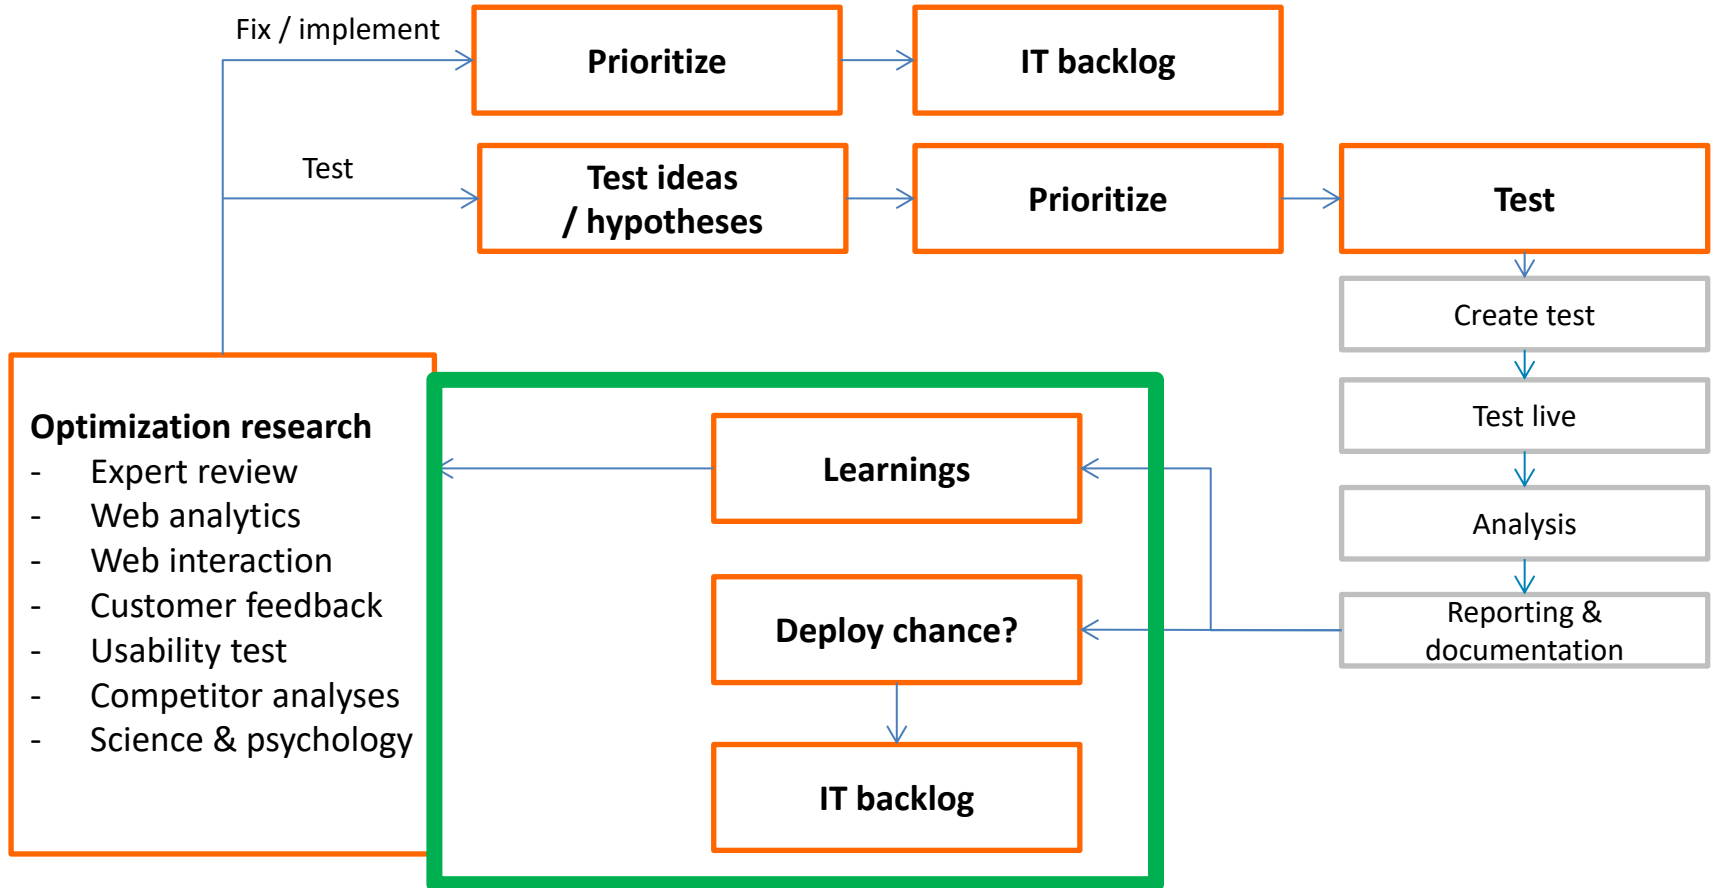 Fix / implement
Prioritize
IT backlog
Test
Test ideas
/ hypotheses
Prioritize
Test
Create test
Test live
Analysis
Reporting &
documentation
Optimization research
- Expert review
- Web analytics
- Web interaction
- Customer feedback
- Usability test
- Competitor analyses
- Science & psychology
Learnings
Deploy chance?
IT backlog